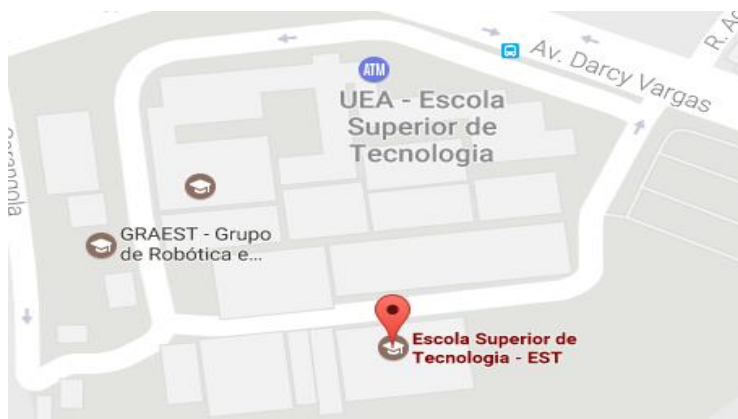 ATM
UEA - Escola
Superior de
Tecnologia
Av. Darcy Vargas
GRAEST - Grupo
de Robótica e...
Escola Superior de
Tecnologia - EST